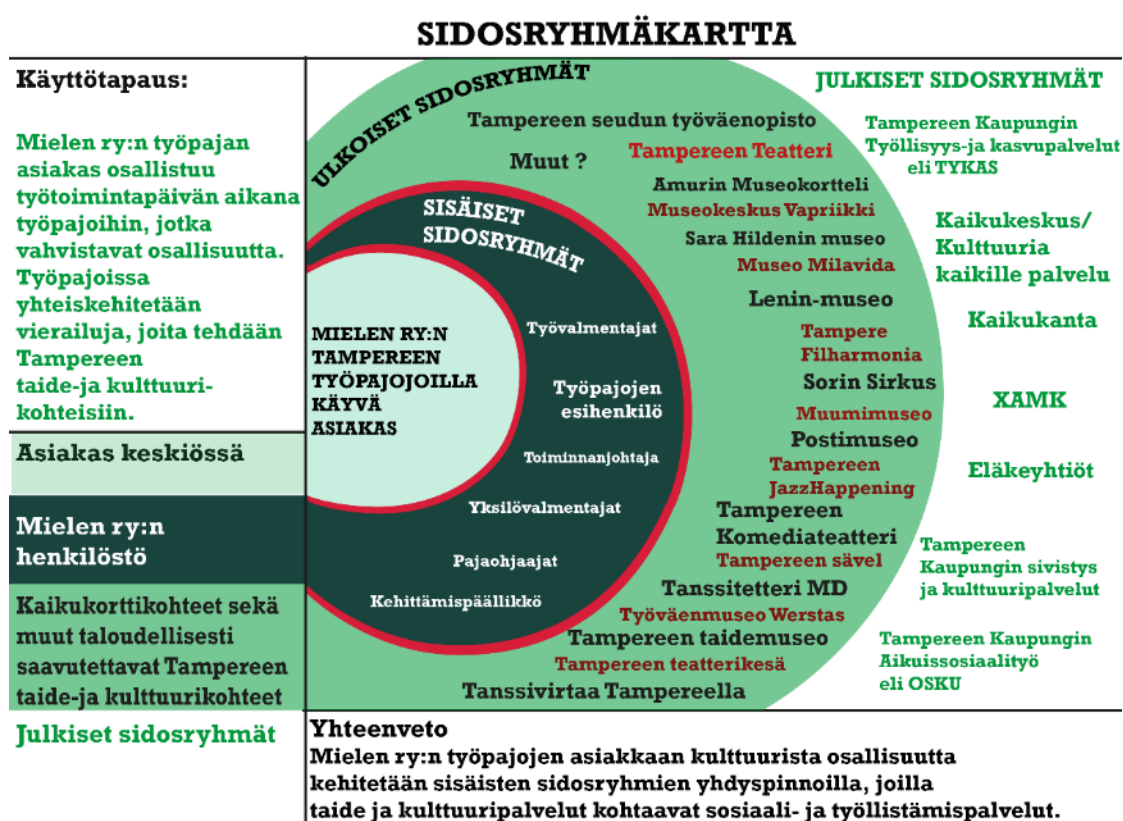 SIDOSRYHMÄKARTTA
Käyttötapaus:
Mielen ry:n työpajan
asiakas osallistuu
työtoimintapäivän aikana
työpajoihin, jotka
vahvistavat osallisuutta.
Työpajoissa
yhteiskehitetään
vierailuja, joita tehdään
Tampereen
taide-ja kulttuuri-
kohteisiin.
Asiakas keskiössä
Mielen ry:n
henkilöstö
Kaikukorttikohteet sekä
muut taloudellisesti
saavutettavat Tampereen
taide-ja kulttuurikohteet
Julkiset sidosryhmät
MIELEN RY:N
TAMPEREEN
TYÖPAJOJOILLA
KÄYVÄ
ASIAKAS
SISÄISET
SIDOSRYHMÄT
Työvalmentajat
Työpajojen
esihenkilö
Toiminnanjohtaja
Yksilövalmentajat
Pajaohjaajat
Kehittämispäällikkö
ULKOISET SIDOSRYHMÄT
Tampereen seudun työväenopisto
Muut ?
Tampereen Teatteri
Amurin Museokortteli
Museokeskus Vapriikki
Sara Hildenin museo
Museo Milavida
Lenin-museo
Tampere
Filharmonia
Sorin Sirkus
Muumimuseo
Postimuseo
Tampereen
JazzHappening
Tampereen
Komediateatteri
Tampereen sävel
Tanssitetteri MD
Työväenmuseo Werstas
Tampereen taidemuseo
Tampereen teatterikesä
Tanssivirtaa Tampereella
JULKISET SIDOSRYHMÄT
Tampereen Kaupungin
Työllisyys-ja kasvupalvelut
eli TYKAS
Kaikukeskus/
Kulttuuria
kaikille palvelu
Kaikukanta
XAMK
Eläkeyhtiöt
Tampereen
Kaupungin sivistys
ja kulttuuripalvelut
Tampereen Kaupungin
Aikuissosiaalityö
eli OSKU
Yhteenveto
Mielen ry:n työpajojen asiakkaan kulttuurista osallisuutta
kehitetään sisäisten sidosryhmien yhdyspinnoilla, joilla
taide ja kulttuuripalvelut kohtaavat sosiaali- ja työllistämispalvelut.